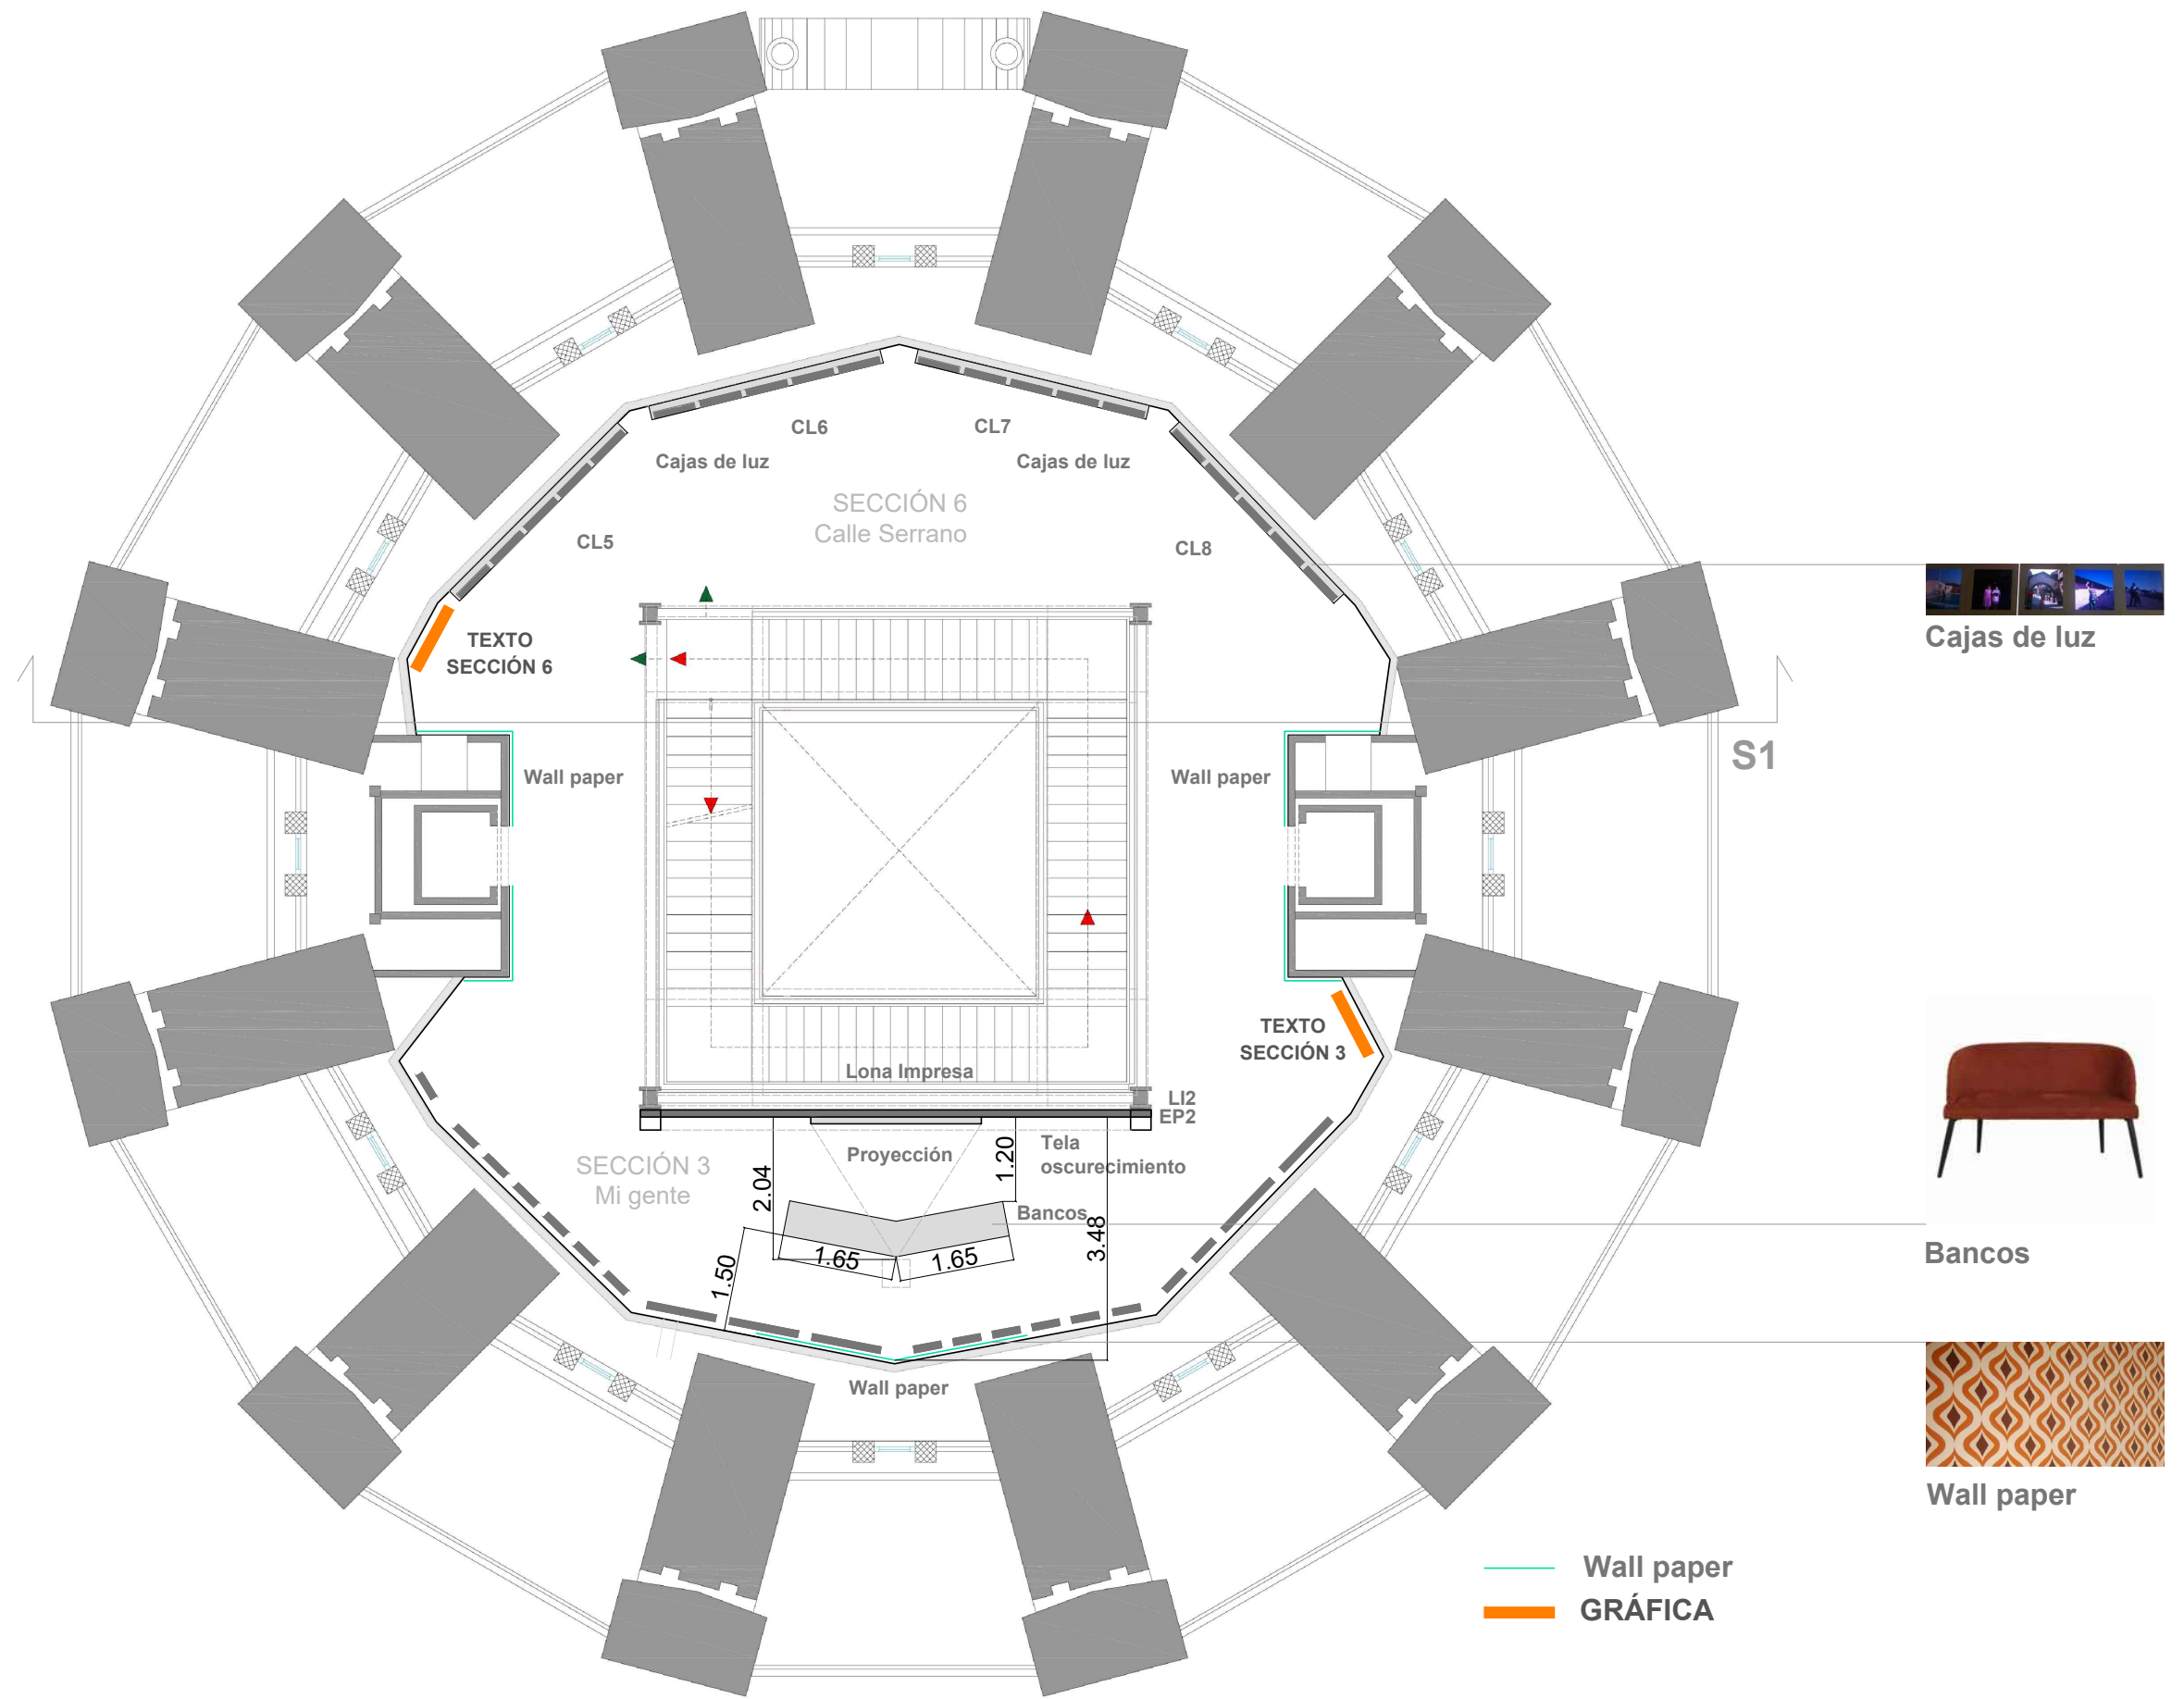 CL6
CL7
Cajas de luz
Cajas de luz
SECCIÓN 6
Calle Serrano
CL5
CL8
TEXTO
SECCIÓN 6
Cajas de luz
S1
Wall paper
Wall paper
TEXTO
SECCIÓN 3
Lona Impresa
LI2
EP2
Proyección
Tela
oscurecimiento
1.20
2.04
SECCIÓN 3
Mi gente
Bancos
3.48
1.65
1.65
1.50
Bancos
Wall paper
Wall paper
Wall paper
GRÁFICA